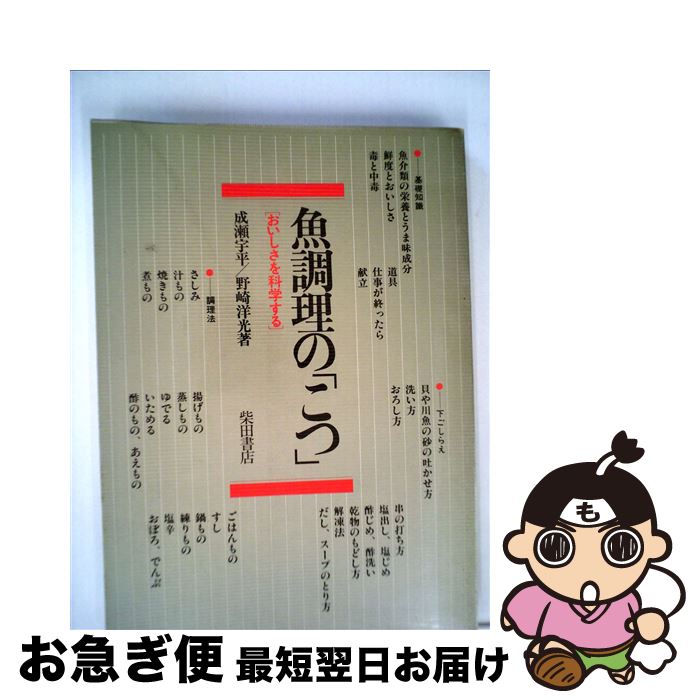 ●——基礎知識
魚介類の栄養とうま味成分
鮮度とおいしさ
毒と中毒
道具
仕事が終ったら
献立
●——下ごしらえ
貝や川魚の砂の吐かせ方
洗い方
おろし方
串の打ち方
塩出し、塩じめ
酢じめ、酢洗い
乾物のもどし方
解凍法
だし、スープのとり方
魚調理の「こつ」
[おいしさを科学する]
成瀬宇平／野崎洋光著
柴田書店
●——調理法
さしみ
汁もの
焼きもの
煮もの
揚げもの
蒸しもの
ゆでる
いためる
酢のもの、あえもの
ごはんもの
すし
鍋もの
練りもの
塩辛
おぼろ、でんぶ
も
お急ぎ便 最短翌日お届け